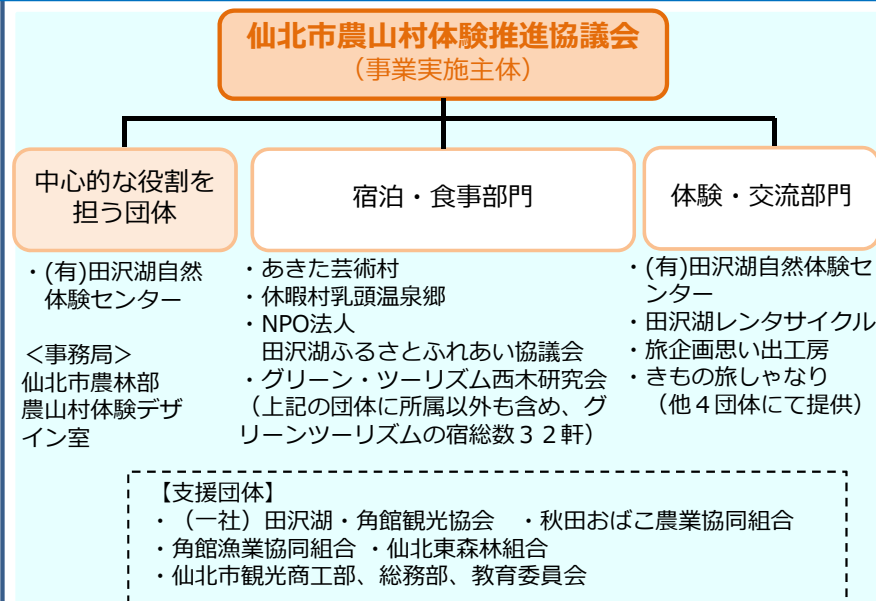 仙北市農山村体験推進協議会
（事業実施主体）
中心的な役割を
担う団体
・(有)田沢湖自然
体験センター
＜事務局＞
仙北市農林部
農山村体験デザ
イン室
宿泊・食事部門
・あきた芸術村
・休暇村乳頭温泉郷
・NPO法人
田沢湖ふるさとふれあい協議会
・グリーン・ツーリズム西木研究会
（上記の団体に所属以外も含め、グ
リーンツーリズムの宿総数３２軒）
体験・交流部門
・(有)田沢湖自然体験セ
ンター
・田沢湖レンタサイクル
・旅企画思い出工房
・きもの旅しゃなり
（他４団体にて提供）
【支援団体】
・（一社）田沢湖・角館観光協会　・秋田おばこ農業協同組合
・角館漁業協同組合 ・仙北東森林組合
・仙北市観光商工部、総務部、教育委員会